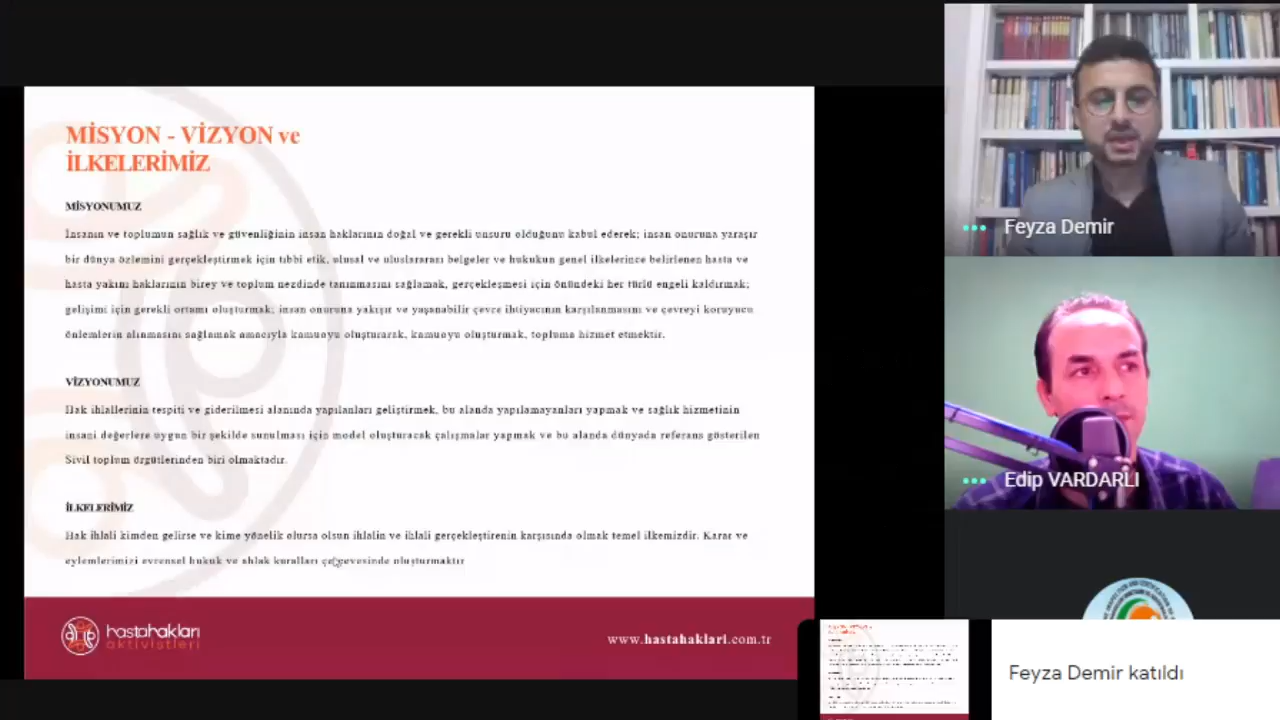 MİSYON - VİZYON ve
İLKELERİMİZ
MİSYONUMUZ
İnsanın ve toplumun sağlık ve güvenliğinin insan haklarının doğal ve gerekli unsuru olduğunu kabul ederek; insan onuruna yaraşır
bir dünya özlemini gerçekleştirmek için tıbbi etik, ulusal ve uluslararası belgeler ve hukukun genel ilkelerince belirlenen hasta ve
hasta yakını haklarının birey ve toplum nezdinde tanınmasını sağlamak, gerçekleşmesi için önündeki her türlü engeli kaldırmak;
gelişimi için gerekli ortamı oluşturmak; insan onuruna yakışır ve yaşanabilir çevre ihtiyacının karşılanmasını ve çevreyi koruyucu
önlemlerin alınmasını sağlamak amacıyla kamuoyu oluşturarak, kamuoyu oluşturmak, topluma hizmet etmektir.
VİZYONUMUZ
Hak ihlallerinin tespiti ve giderilmesi alanında yapılanları geliştirmek, bu alanda yapılamayanları yapmak ve sağlık hizmetinin
insani değerlere uygun bir şekilde sunulması için model oluşturacak çalışmalar yapmak ve bu alanda dünyada referans gösterilen
Sivil toplum örgütlerinden biri olmaktadır.
İLKELERİMİZ
Hak ihlali kimden gelirse ve kime yönelik olursa olsun ihlalin ve ihlali gerçekleştirenin karşısında olmak temel ilkemizdir. Karar ve
eylemlerimizi evrensel hukuk ve ahlak kuralları çerçevesinde oluşturmaktır
hastahakları
aktivistleri
www.hastahaklari.com.tr
Feyza Demir
Edip VARDARLI
Feyza Demir katıldı